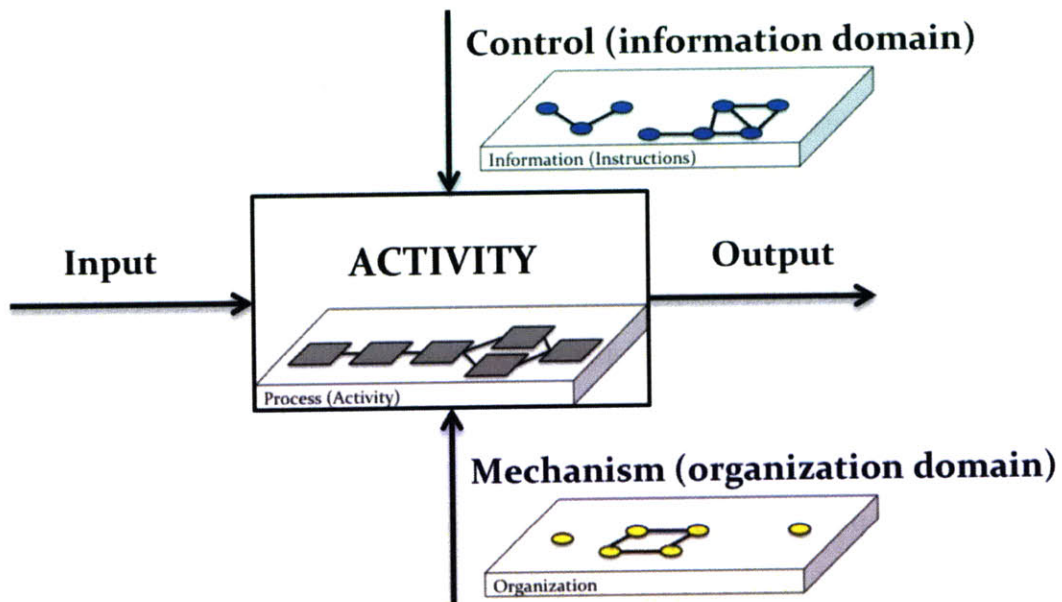 Control (information domain)
Information (Instructions)
Input
ACTIVITY
Output
Process (Activity)
Mechanism (organization domain)
Organization